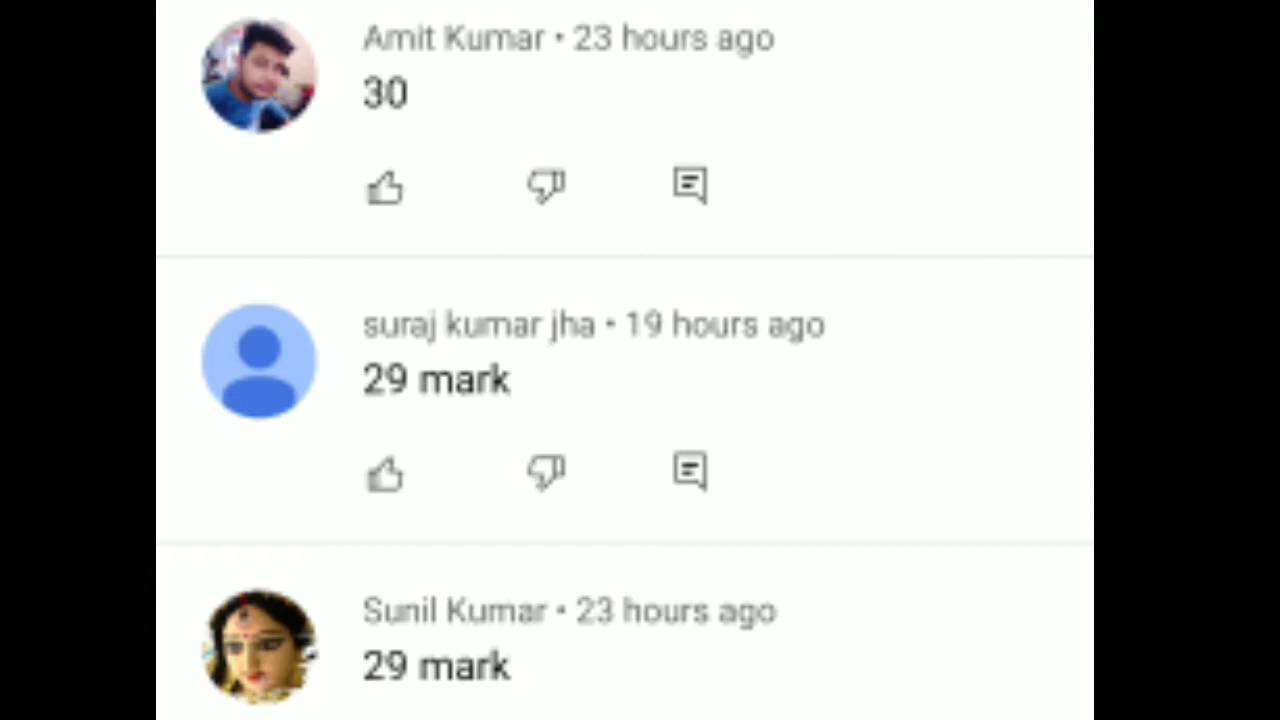 Amit Kumar • 23 hours ago
30
suraj kumar jha • 19 hours ago
29 mark
Sunil Kumar • 23 hours ago
29 mark